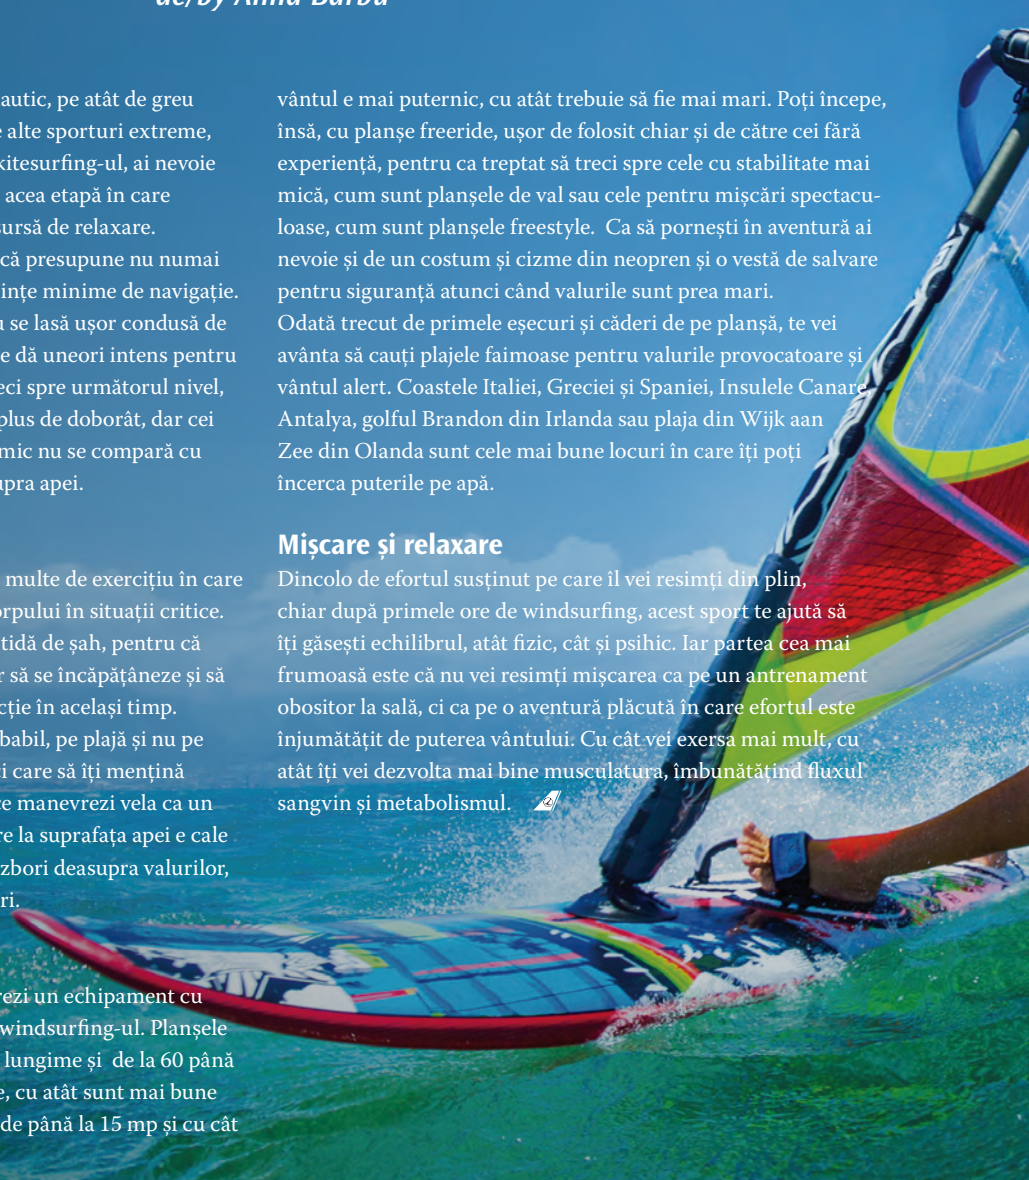 de/by Barbu
autic, pe atât de greu
e alte sporturi extreme,
kitesurfing-ul, ai nevoie
acea etapă în care
ursă de relaxare.
că presupune nu numai
ințe minime de navigație.
u se lasă ușor condusă de
e dă uneori intens pentru
eci spre următorul nivel,
plus de doborât, dar cei
mic nu se compară cu
upra apei.
multe de exercițiu în care
orpului în situații critice.
tidă de șah, pentru că
r să se încăpățâneze și să
cție în același timp.
babil, pe plajă și nu pe
i care să îți mențină
ce manevrezi vela ca un
re la suprafața apei e cale
zbori deasupra valurilor,
ri.
rezi un echipament cu
windsurfing-ul. Planșele
lungime și de la 60 până
e, cu atât sunt mai bune
de până la 15 mp și cu cât
vântul e mai puternic, cu atât trebuie să fie mai mari. Poți începe,
însă, cu planșe freeride, ușor de folosit chiar și de către cei fără
experiență, pentru ca treptat să treci spre cele cu stabilitate mai
mică, cum sunt planșele de val sau cele pentru mișcări spectacu-
loase, cum sunt planșele freestyle. Ca să pornești în aventură ai
nevoie și de un costum și cizme din neopren și o vestă de salvare
pentru siguranță atunci când valurile sunt prea mari.
Odată trecut de primele eșecuri și căderi de pe planșă, te vei
avânta să cauți plajele faimoase pentru valurile provocatoare și
vântul alert. Coastele Italiei, Greciei și Spaniei, Insulele Canare,
Antalya, golful Brandon din Irlanda sau plaja din Wijk aan
Zee din Olanda sunt cele mai bune locuri în care îți poți
încerca puterile pe apă.
Mișcare și relaxare
Dincolo de efortul susținut pe care îl vei resimți din plin,
chiar după primele ore de windsurfing, acest sport te ajută să
îți găsești echilibrul, atât fizic, cât și psihic. Iar partea cea mai
frumoasă este că nu vei resimți mișcarea ca pe un antrenament
obositor la sală, ci ca pe o aventură plăcută în care efortul este
înjumătățit de puterea vântului. Cu cât vei exersa mai mult, cu
atât îți vei dezvolta mai bine musculatura, îmbunătățind fluxul
sangvin și metabolismul.